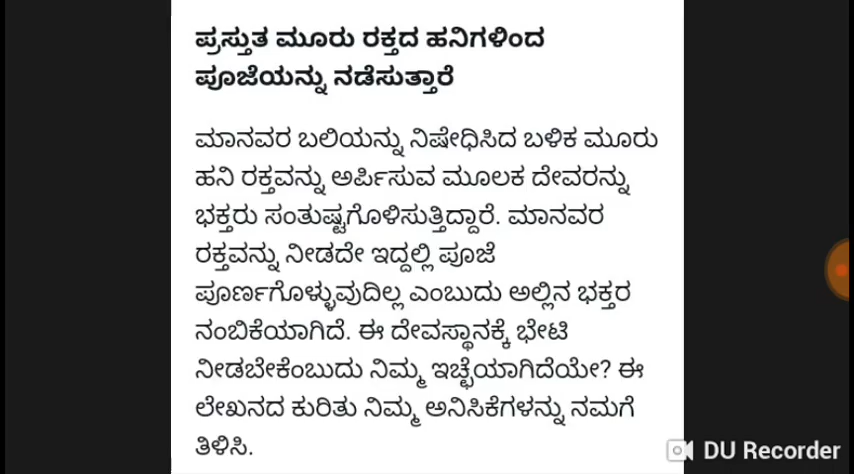 ಪ್ರಸ್ತುತ ಮೂರು ರಕ್ತದ ಹನಿಗಳಿಂದ
ಪೂಜೆಯನ್ನು ನಡೆಸುತ್ತಾರೆ
ಮಾನವರ ಬಲಿಯನ್ನು ನಿಷೇಧಿಸಿದ ಬಳಿಕ ಮೂರು
ಹನಿ ರಕ್ತವನ್ನು ಅರ್ಪಿಸುವ ಮೂಲಕ ದೇವರನ್ನು
ಭಕ್ತರು ಸಂತುಷ್ಟಗೊಳಿಸುತ್ತಿದ್ದಾರೆ. ಮಾನವರ
ರಕ್ತವನ್ನು ನೀಡದೇ ಇದ್ದಲ್ಲಿ ಪೂಜೆ
ಪೂರ್ಣಗೊಳ್ಳುವುದಿಲ್ಲ ಎಂಬುದು ಅಲ್ಲಿನ ಭಕ್ತರ
ನಂಬಿಕೆಯಾಗಿದೆ. ಈ ದೇವಸ್ಥಾನಕ್ಕೆ ಭೇಟಿ
ನೀಡಬೇಕೆಂಬುದು ನಿಮ್ಮ ಇಚ್ಛೆಯಾಗಿದೆಯೇ? ಈ
ಲೇಖನದ ಕುರಿತು ನಿಮ್ಮ ಅನಿಸಿಕೆಗಳನ್ನು ನಮಗೆ
ತಿಳಿಸಿ.
DU Recorder